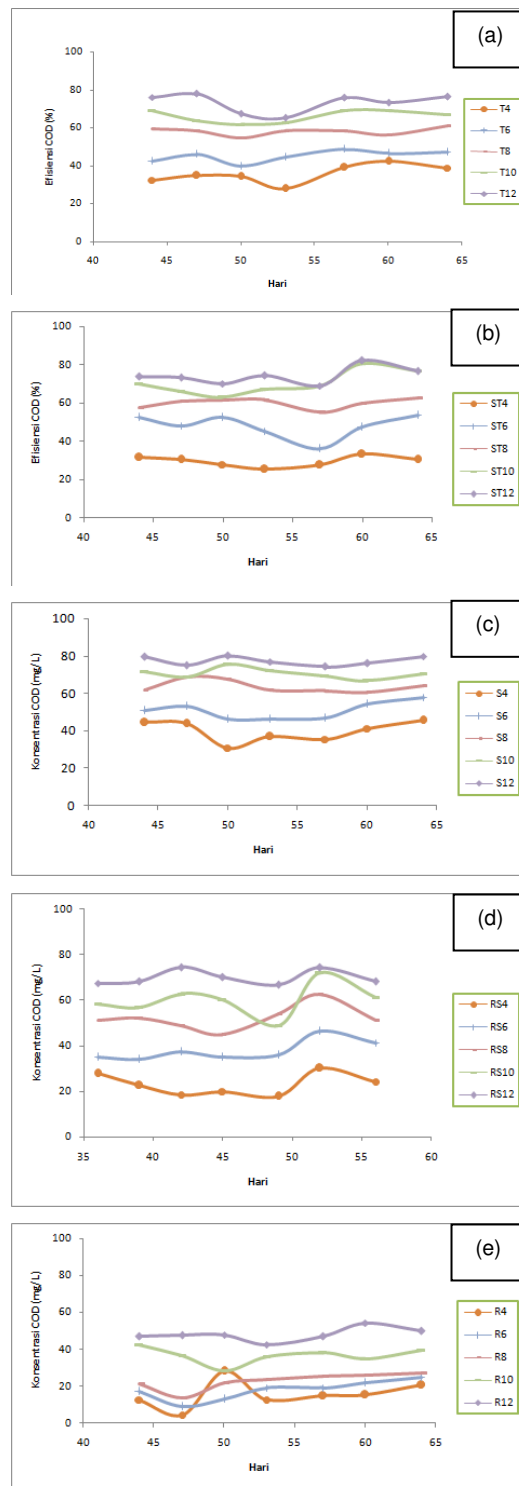 (a)
100
80
60
40
20
0
Efisiensi COD (%)
40 45 50 55 60 65
Hari
T4
T6
T8
T10
T12
(b)
100
80
60
40
20
0
Efisiensi COD (%)
40 45 50 55 60 65
Hari
ST4
ST6
ST8
ST10
ST12
(c)
100
80
60
40
20
0
Konsentrasi COD (mg/L)
40 45 50 55 60 65
Hari
S4
S6
S8
S10
S12
(d)
100
80
60
40
20
0
Konsentrasi COD (mg/L)
35 40 45 50 55 60
Hari
RS4
RS6
RS8
RS10
RS12
(e)
100
80
60
40
20
0
Konsentrasi COD (mg/L)
40 45 50 55 60 65
Hari
R4
R6
R8
R10
R12